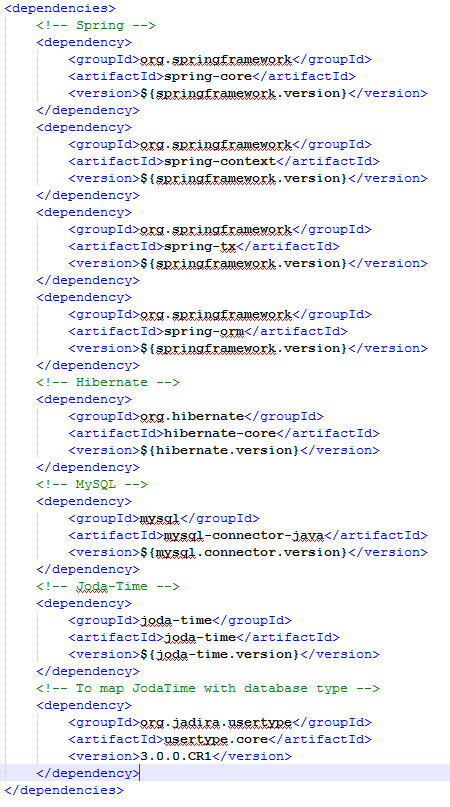 <dependencies>
<!-- Spring -->
<dependency>
<groupId>org.springframework</groupId>
<artifactId>spring-core</artifactId>
<version>${springframework.version}</version>
</dependency>
<dependency>
<groupId>org.springframework</groupId>
<artifactId>spring-context</artifactId>
<version>${springframework.version}</version>
</dependency>
<dependency>
<groupId>org.springframework</groupId>
<artifactId>spring-tx</artifactId>
<version>${springframework.version}</version>
</dependency>
<dependency>
<groupId>org.springframework</groupId>
<artifactId>spring-orm</artifactId>
<version>${springframework.version}</version>
</dependency>
<!-- Hibernate -->
<dependency>
<groupId>org.hibernate</groupId>
<artifactId>hibernate-core</artifactId>
<version>${hibernate.version}</version>
</dependency>
<!-- MySQL -->
<dependency>
<groupId>mysql</groupId>
<artifactId>mysql-connector-java</artifactId>
<version>${mysql.connector.version}</version>
</dependency>
<!-- Joda-Time -->
<dependency>
<groupId>joda-time</groupId>
<artifactId>joda-time</artifactId>
<version>${joda-time.version}</version>
</dependency>
<!-- To map JodaTime with database type -->
<dependency>
<groupId>org.jadira.usertype</groupId>
<artifactId>usertype.core</artifactId>
<version>3.0.0.CR1</version>
</dependency>
</dependencies>